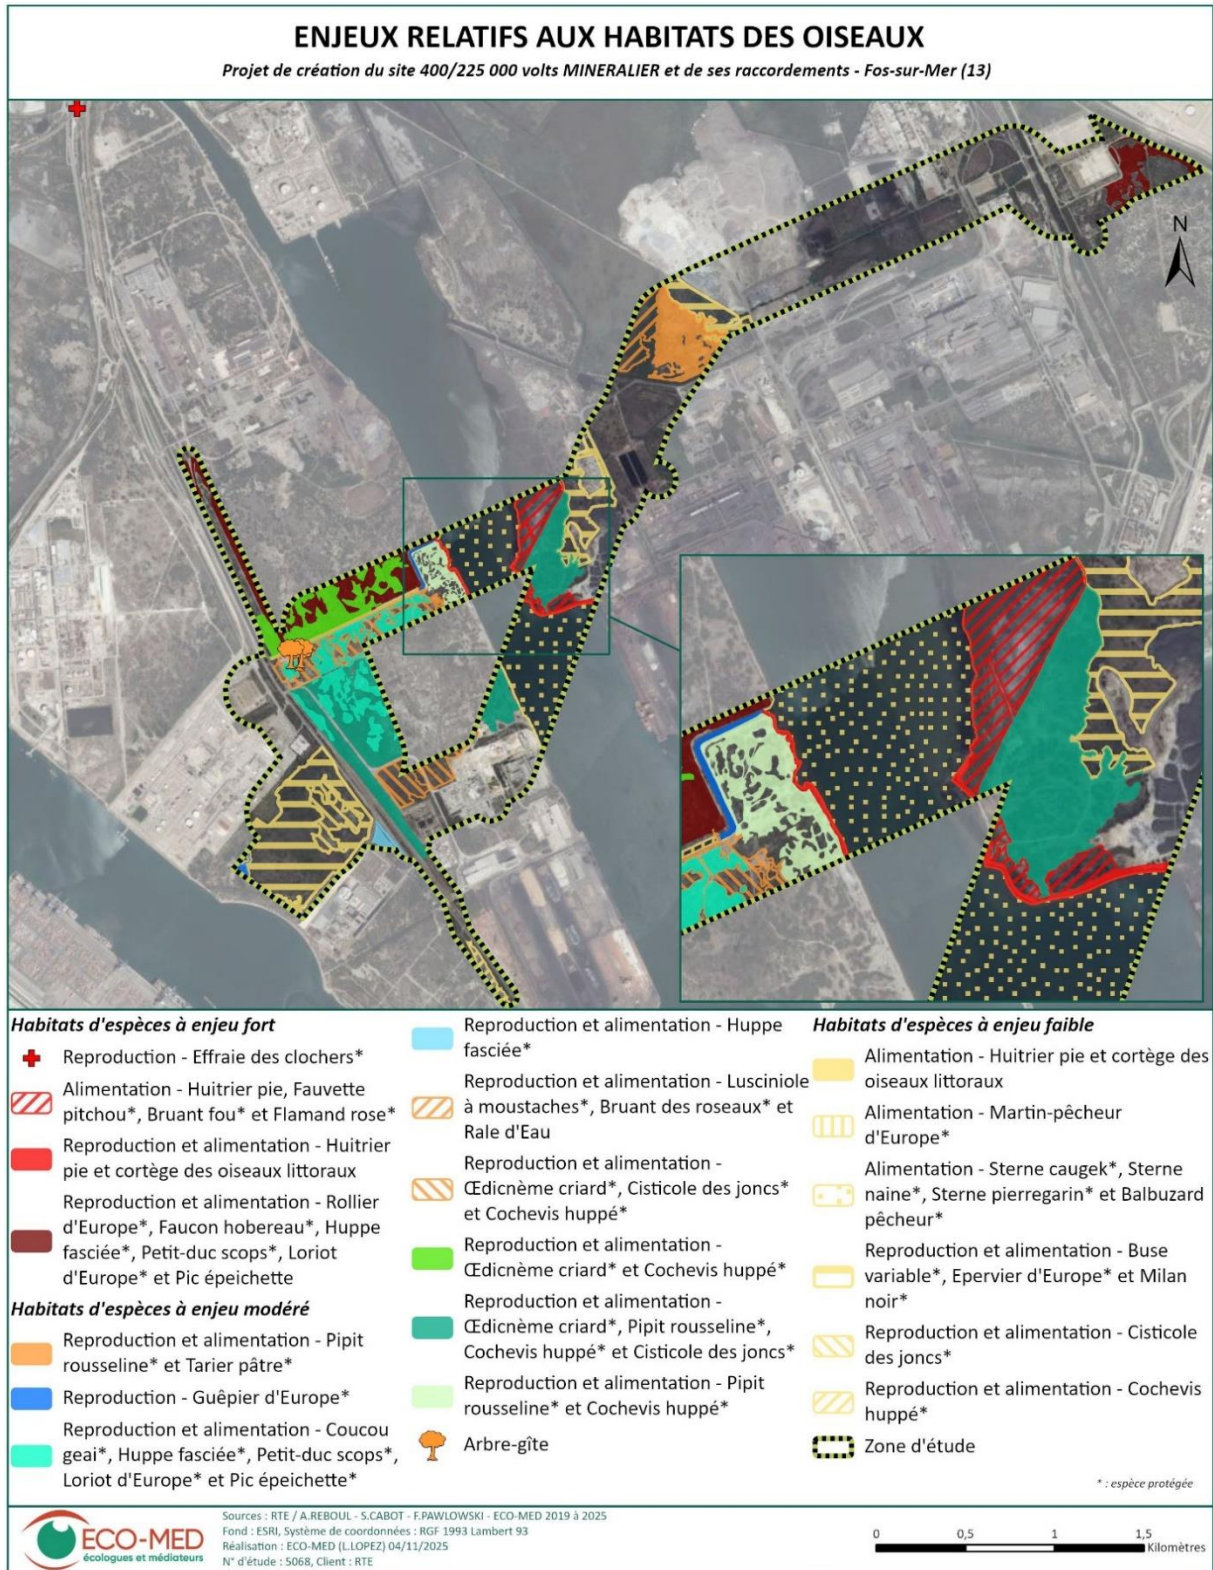 ENJEUX RELATIFS AUX HABITATS DES OISEAUX
Projet de création du site 400/225 000 volts MINERALIER et de ses raccordements - Fos-sur-Mer (13)
N
Habitats d'espèces à enjeu fort
Reproduction - Effraie des clochers*
Alimentation - Huitrier pie, Fauvette
pitchou*, Bruant fou* et Flamand rose*
Reproduction et alimentation - Huitrier
pie et cortège des oiseaux littoraux
Reproduction et alimentation - Rollier
d'Europe*, Faucon hobereau*, Huppe
fasciée*, Petit-duc scops*, Loriot
d'Europe* et Pic épeichette
Habitats d'espèces à enjeu modéré
Reproduction et alimentation - Pipit
rousseline* et Tarier pâtre*
Reproduction - Guêpier d'Europe*
Reproduction et alimentation - Coucou
geai*, Huppe fasciée*, Petit-duc scops*,
Loriot d'Europe* et Pic épeichette*
Reproduction et alimentation - Huppe
fasciée*
Reproduction et alimentation - Lusciniole
à moustaches*, Bruant des roseaux* et
Rale d'Eau
Reproduction et alimentation -
Œdicnème criard*, Cisticole des joncs*
et Cochevis huppé*
Reproduction et alimentation -
Œdicnème criard* et Cochevis huppé*
Reproduction et alimentation -
Œdicnème criard*, Pipit rousseline*,
Cochevis huppé* et Cisticole des joncs*
Reproduction et alimentation - Pipit
rousseline* et Cochevis huppé*
Arbre-gîte
Habitats d'espèces à enjeu faible
Alimentation - Huitrier pie et cortège des
oiseaux littoraux
Alimentation - Martin-pêcheur
d'Europe*
Alimentation - Sterne caugek*, Sterne
naine*, Sterne pierregarin* et Balbuzard
pêcheur*
Reproduction et alimentation - Buse
variable*, Epervier d'Europe* et Milan
noir*
Reproduction et alimentation - Cisticole
des joncs*
Reproduction et alimentation - Cochevis
huppé*
Zone d'étude
* : espèce protégée
ECO-MED
écologues et médiateurs
Sources : RTE / A.REBOUL - S.CABOT - F.PAWLOWSKI - ECO-MED 2019 à 2025
Fond : ESRI, Système de coordonnées : RGF 1993 Lambert 93
Réalisation : ECO-MED (L.LOPEZ) 04/11/2025
N° d'étude : 5068, Client : RTE
0 0,5 1 1,5
Kilomètres